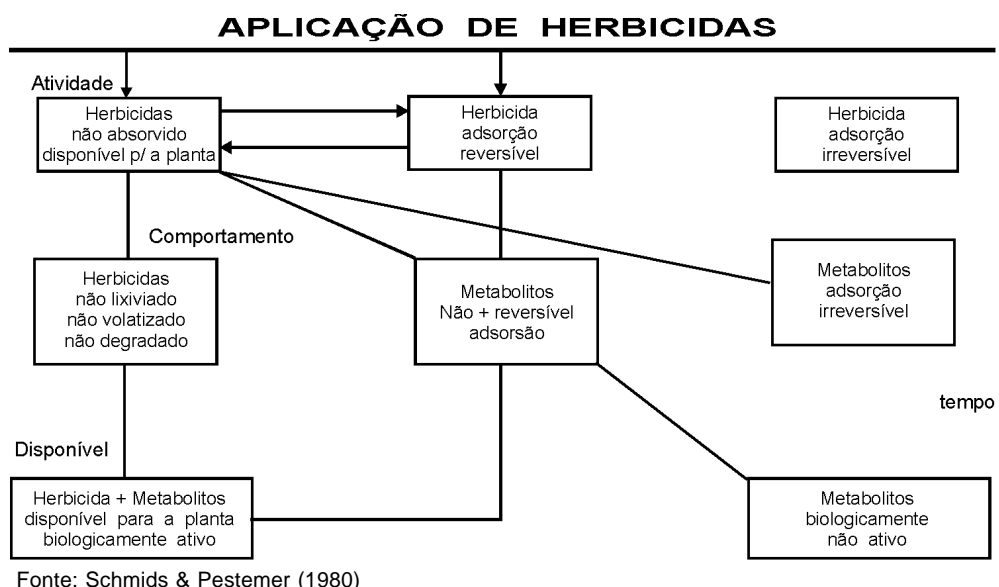 APLICAÇÃO DE HERBICIDAS
Atividade
Herbicidas
não absorvido
disponível p/ a planta
Herbicida
adsorção
reversível
Herbicida
adsorção
irreversível
Comportamento
Herbicidas
não lixiviado
não volatizado
não degradado
Metabolitos
Não + reversível
adsorsão
Metabolitos
adsorção
irreversível
tempo
Disponível
Herbicida + Metabolitos
disponível para a planta
biologicamente ativo
Metabolitos
biologicamente
não ativo
Fonte: Schmids & Pestemer (1980)